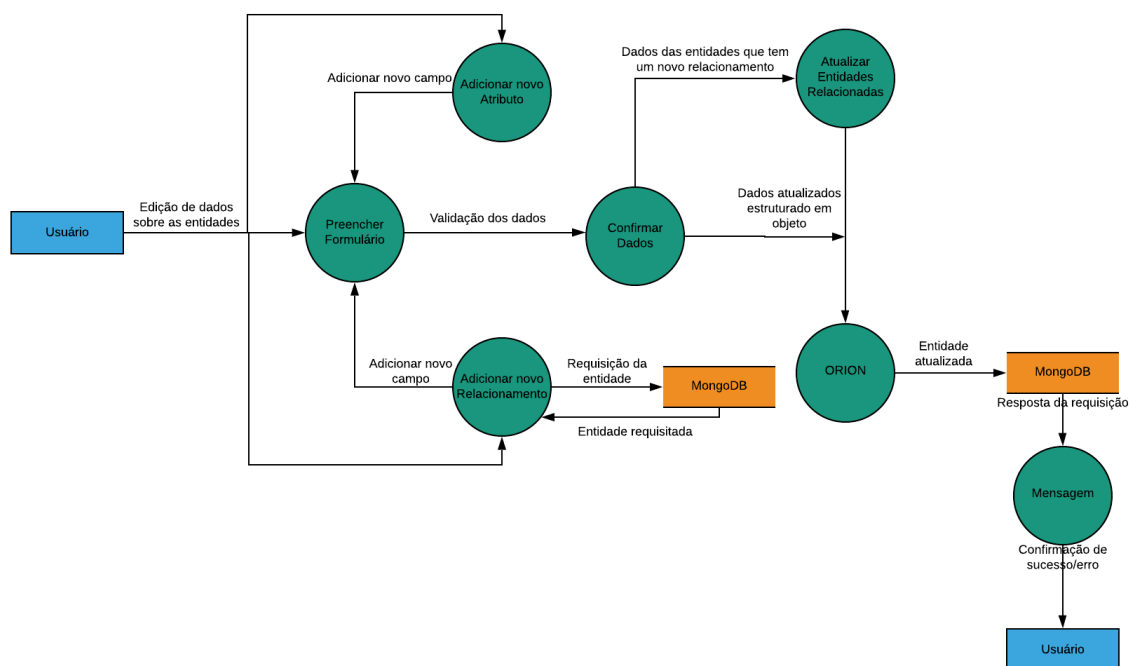 Dados das entidades que tem
um novo relacionamento
Atualizar
Entidades
Relacionadas
Adicionar novo campo
Adicionar novo
Atributo
Edição de dados
sobre as entidades
Usuário
Preencher
Formulário
Validação dos dados
Confirmar
Dados
Dados atualizados
estruturado em
objeto
Adicionar novo
campo
Adicionar novo
Relacionamento
Requisição da
entidade
MongoDB
Entidade requisitada
ORION
Entidade
atualizada
MongoDB
Resposta da requisição
Mensagem
Confirmação de
sucesso/erro
Usuário